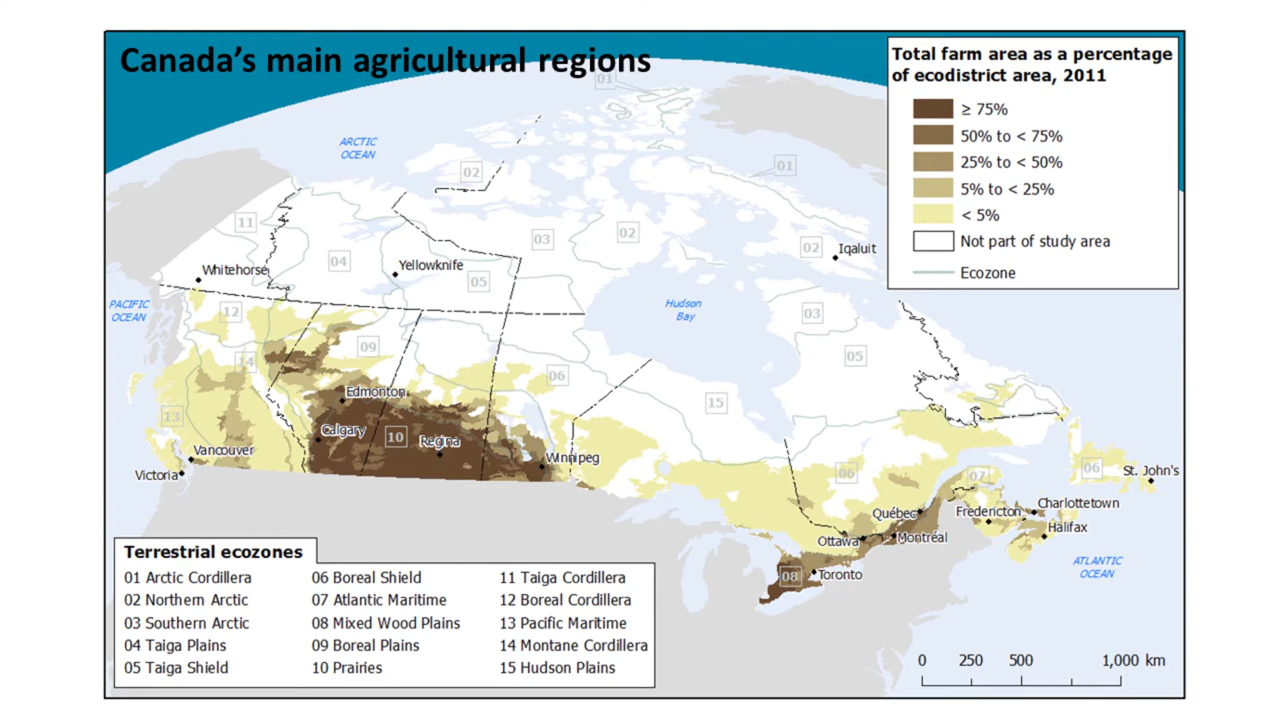 Canada's main agricultural regions
Total farm area as a percentage
of ecodistrict area, 2011
≥ 75%
50% to < 75%
25% to < 50%
5% to < 25%
< 5%
Not part of study area
Ecozone
01
ARCTIC
OCEAN
02
01
11
03
02
02
Iqaluit
04
Whitehorse
Yellowknife
05
PACIFIC
OCEAN
12
Hudson
Bay
03
09
14
05
06
Edmonton
15
13
Calgary
10
Regina
Vancouver
Winnipeg
Victoria
06
07
06
St. John's
Québec
Fredericton
Charlottetown
Halifax
Ottawa
Montréal
08
Toronto
ATLANTIC
OCEAN
Terrestrial ecozones
01 Arctic Cordillera
02 Northern Arctic
03 Southern Arctic
04 Taiga Plains
05 Taiga Shield
06 Boreal Shield
07 Atlantic Maritime
08 Mixed Wood Plains
09 Boreal Plains
10 Prairies
11 Taiga Cordillera
12 Boreal Cordillera
13 Pacific Maritime
14 Montane Cordillera
15 Hudson Plains
0 250 500 1,000 km